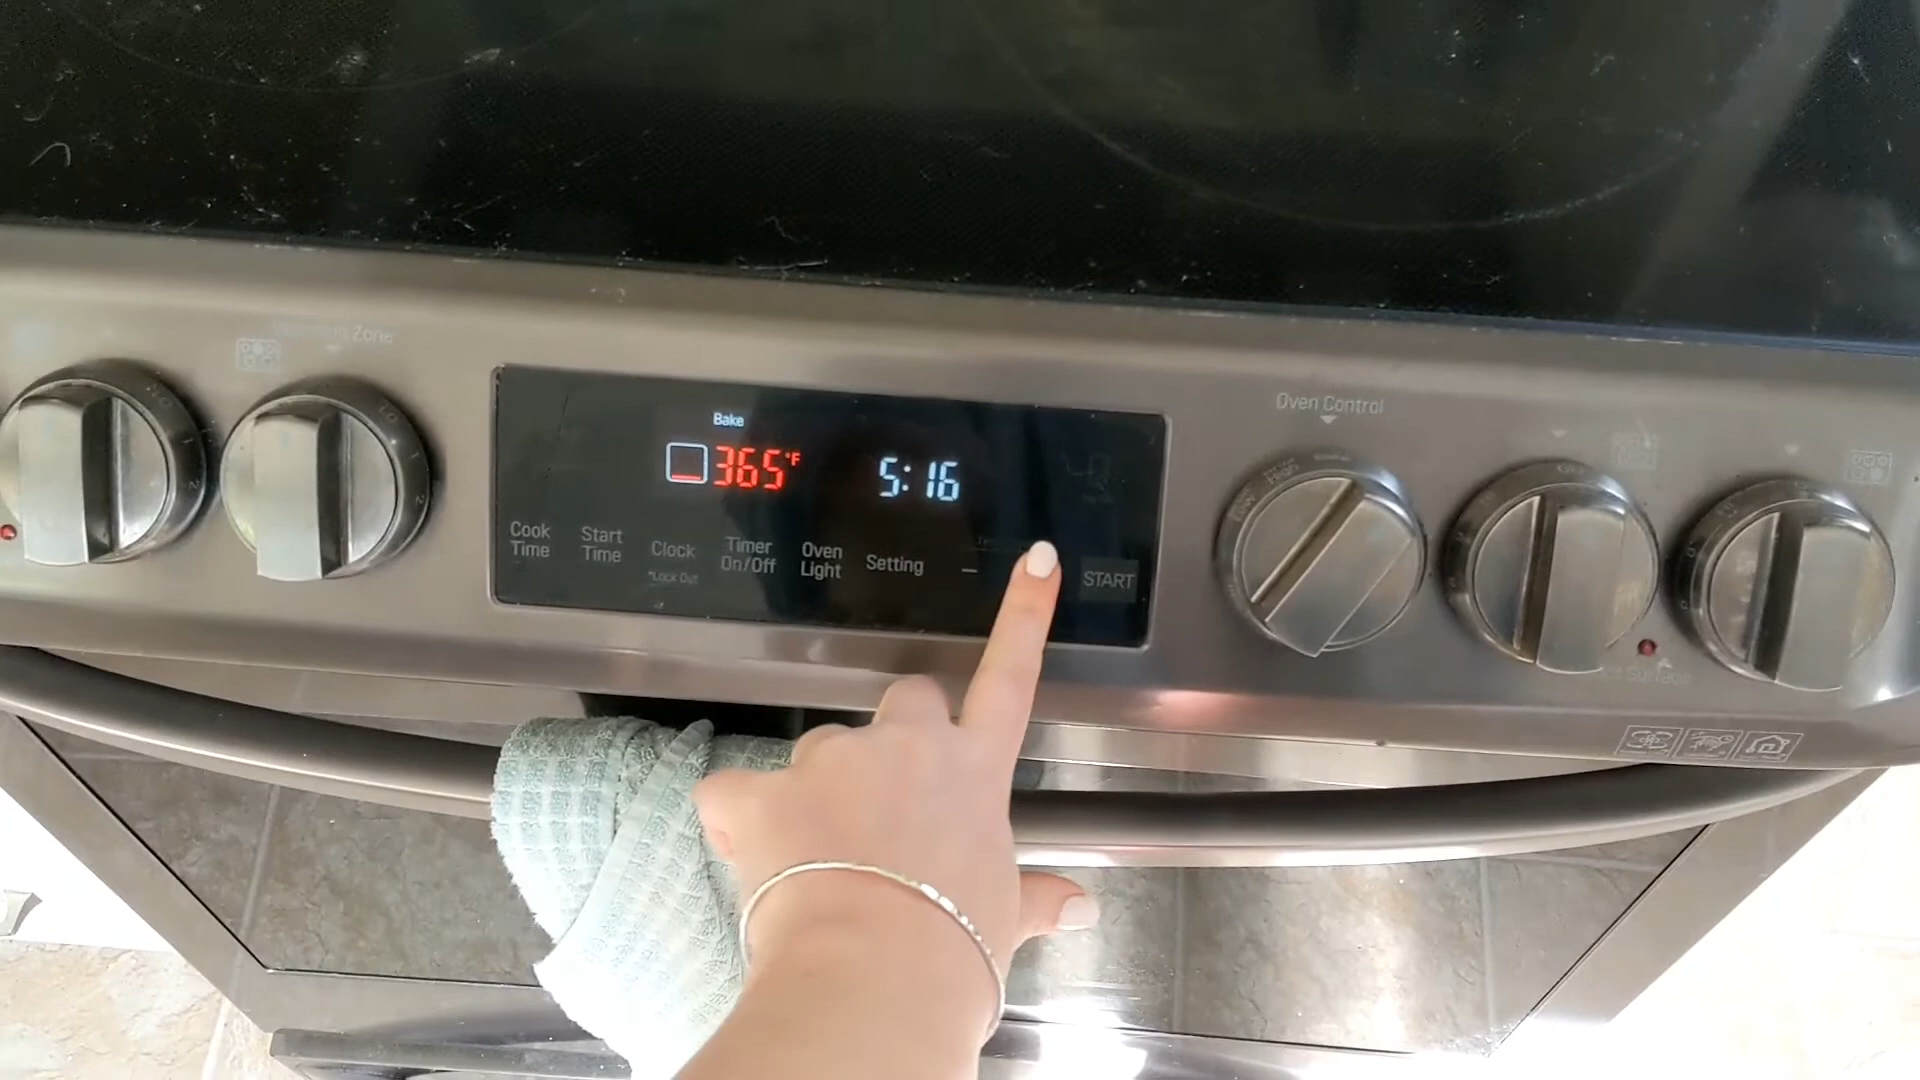 Oven Control
Bake
365°F
5:16
Cook
Time
Start
Time
Clock
*Lock Out
Timer
On/Off
Oven
Light
Setting
–
START